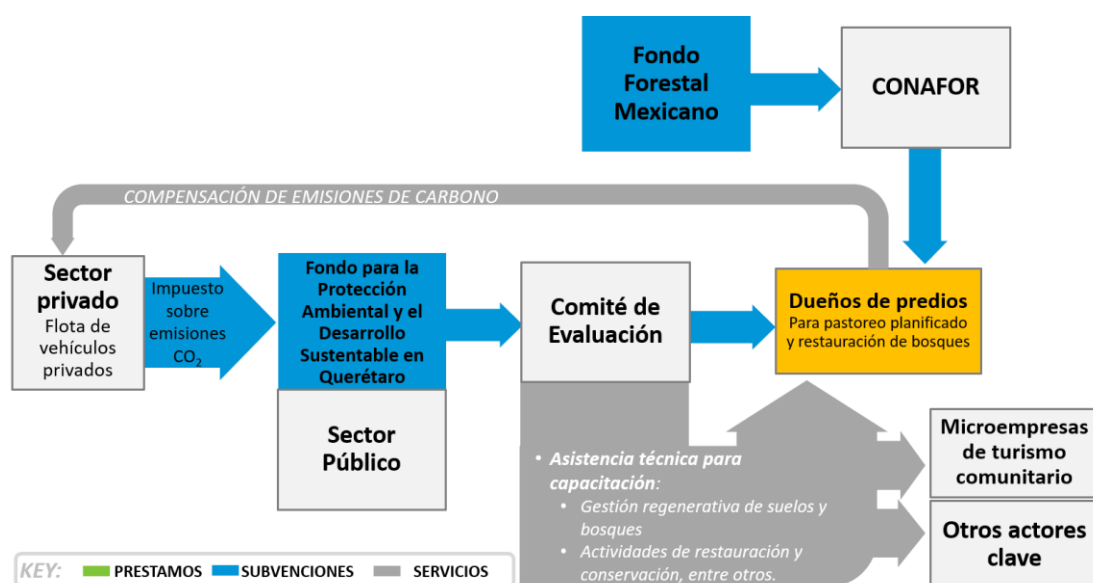 Fondo
Forestal
Mexicano
CONAFOR
COMPENSACIÓN DE EMISIONES DE CARBONO
Sector
privado
Flota de
vehículos
privados
Impuesto
sobre
emisiones
CO₂
Fondo para la
Protección
Ambiental y el
Desarrollo
Sustentable en
Querétaro
Sector
Público
Comité de
Evaluación
Dueños de predios
Para pastoreo planificado
y restauración de bosques
• Asistencia técnica para
capacitación:
• Gestión regenerativa de suelos y
bosques
• Actividades de restauración y
conservación, entre otros.
Microempresas
de turismo
comunitario
Otros actores
clave
KEY: PRESTAMOS SUBVENCIONES SERVICIOS